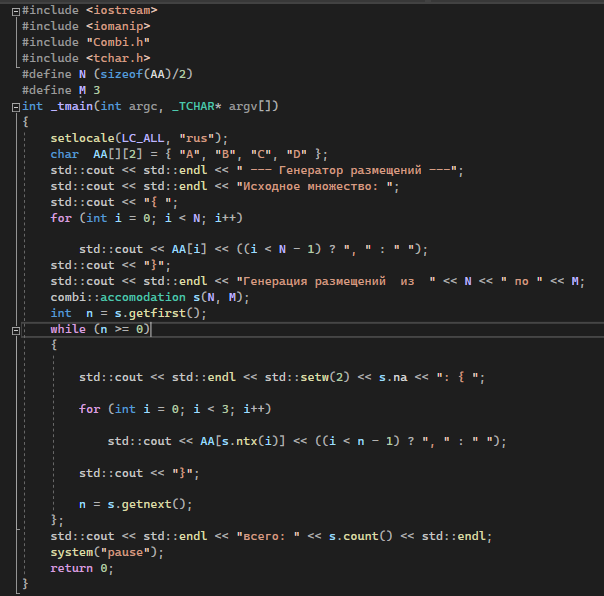 #include <iostream>
#include <iomanip>
#include "Combi.h"
#include <tchar.h>
#define N (sizeof(AA)/2)
#define M 3
int _tmain(int argc, _TCHAR* argv[])
{
    setlocale(LC_ALL, "rus");
    char  AA[][2] = { "A", "B", "C", "D" };
    std::cout << std::endl << " --- Генератор размещений ---";
    std::cout << std::endl << "Исходное множество: ";
    std::cout << "{ ";
    for (int i = 0; i < N; i++)
        std::cout << AA[i] << ((i < N - 1) ? ", " : " ");
    std::cout << "}";
    std::cout << std::endl << "Генерация размещений  из  " << N << " по " << M;
    combi::accomodation s(N, M);
    int  n = s.getfirst();
    while (n >= 0)
    {
        std::cout << std::endl << std::setw(2) << s.na << ": { ";
        for (int i = 0; i < 3; i++)
            std::cout << AA[s.ntx(i)] << ((i < n - 1) ? ", " : " ");
        std::cout << "}";
        n = s.getnext();
    };
    std::cout << std::endl << "всего: " << s.count() << std::endl;
    system("pause");
    return 0;
}